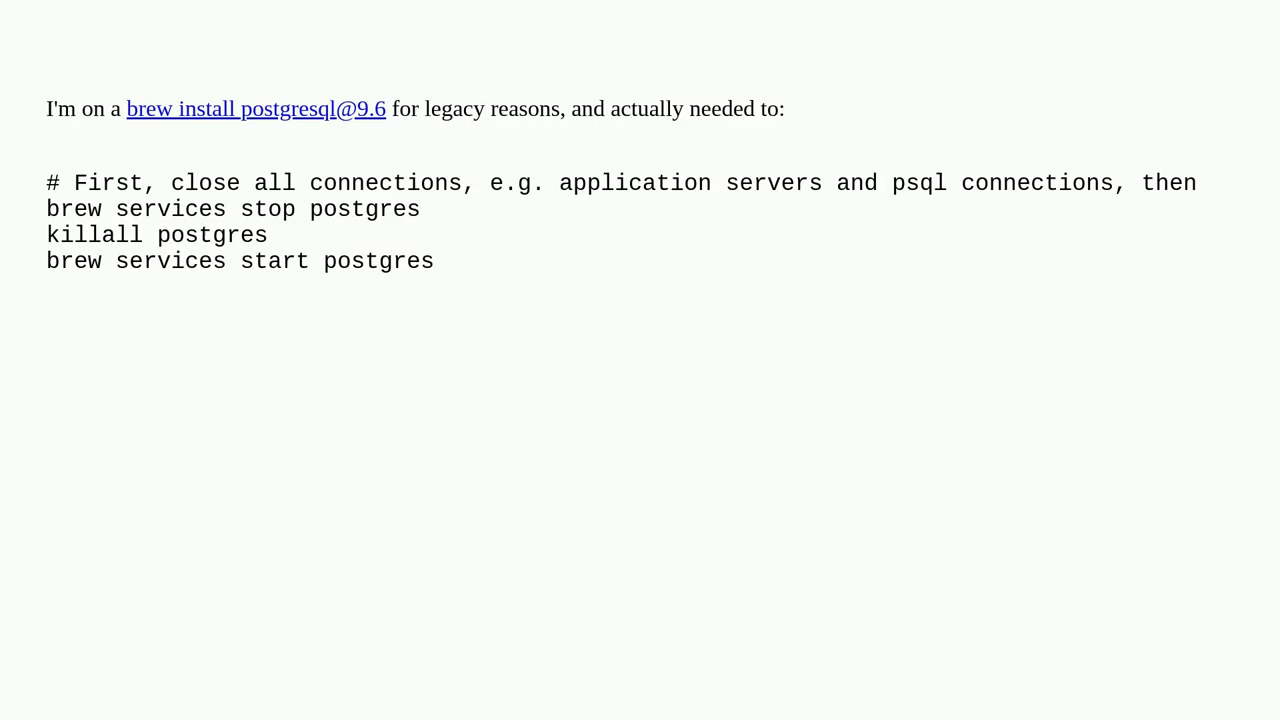 I'm on a brew install postgresql@9.6 for legacy reasons, and actually needed to:
# First, close all connections, e.g. application servers and psql connections, then
brew services stop postgres
killall postgres
brew services start postgres